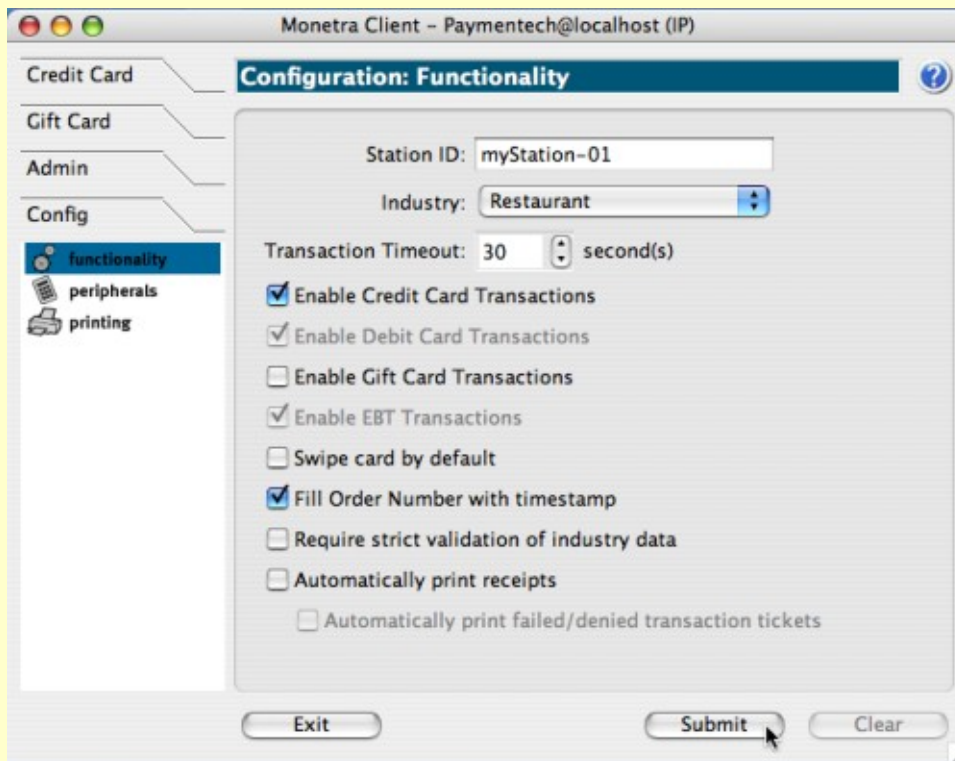 Monetra Client – Paymentech@localhost (IP)
Credit Card
Gift Card
Admin
Config
functionality
peripherals
printing
Configuration: Functionality
?
Station ID: myStation-01
Industry: Restaurant
Transaction Timeout: 30 second(s)
Enable Credit Card Transactions
Enable Debit Card Transactions
Enable Gift Card Transactions
Enable EBT Transactions
Swipe card by default
Fill Order Number with timestamp
Require strict validation of industry data
Automatically print receipts
Automatically print failed/denied transaction tickets
Exit Submit Clear